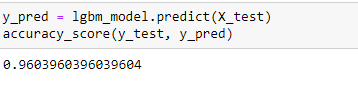 y_pred = lgbm_model.predict(X_test)
accuracy_score(y_test, y_pred)
0.9603960396039604